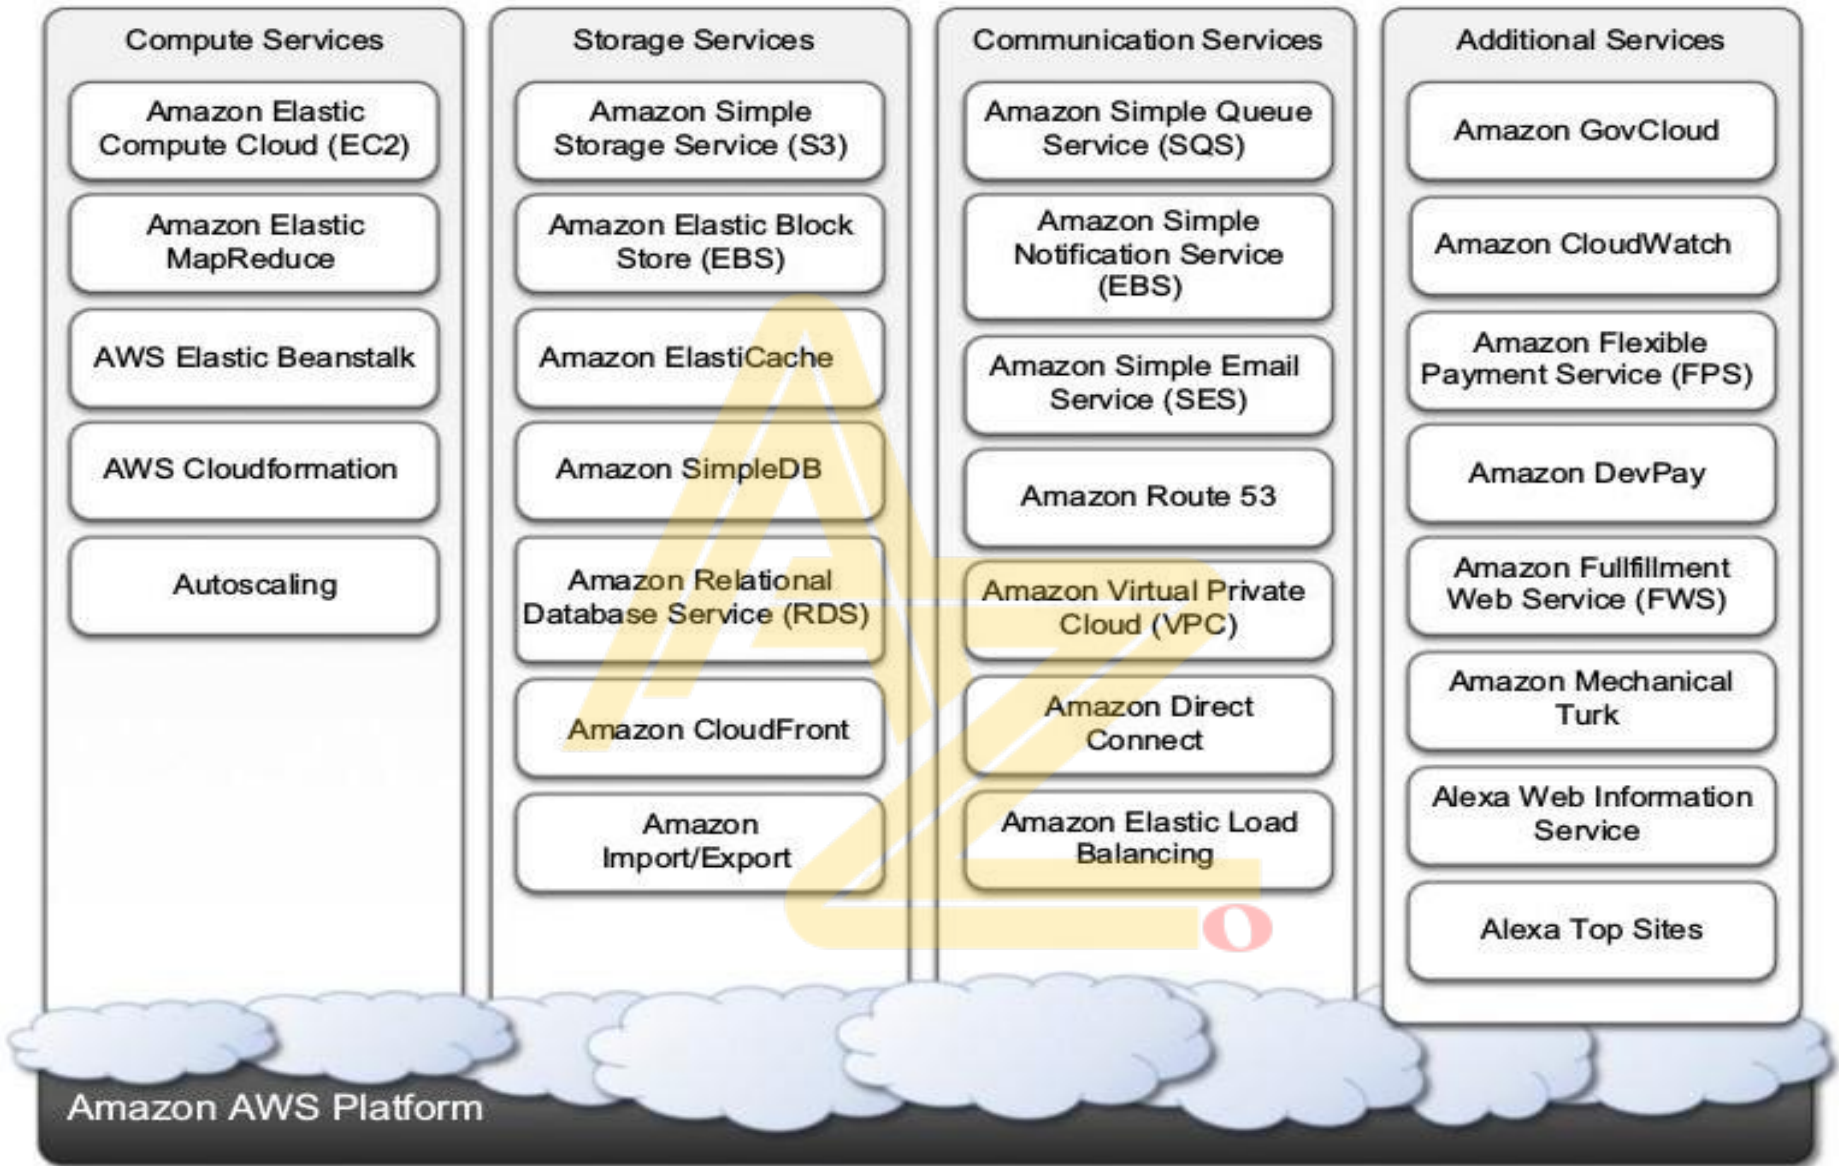 Compute Services
Amazon Elastic
Compute Cloud (EC2)
Amazon Elastic
MapReduce
AWS Elastic Beanstalk
AWS Cloudformation
Autoscaling
Storage Services
Amazon Simple
Storage Service (S3)
Amazon Elastic Block
Store (EBS)
Amazon ElastiCache
Amazon SimpleDB
Amazon Relational
Database Service (RDS)
Amazon CloudFront
Amazon
Import/Export
Communication Services
Amazon Simple Queue
Service (SQS)
Amazon Simple
Notification Service
(EBS)
Amazon Simple Email
Service (SES)
Amazon Route 53
Amazon Virtual Private
Cloud (VPC)
Amazon Direct
Connect
Amazon Elastic Load
Balancing
Additional Services
Amazon GovCloud
Amazon CloudWatch
Amazon Flexible
Payment Service (FPS)
Amazon DevPay
Amazon Fullfillment
Web Service (FWS)
Amazon Mechanical
Turk
Alexa Web Information
Service
Alexa Top Sites
AZ.
O
Amazon AWS Platform